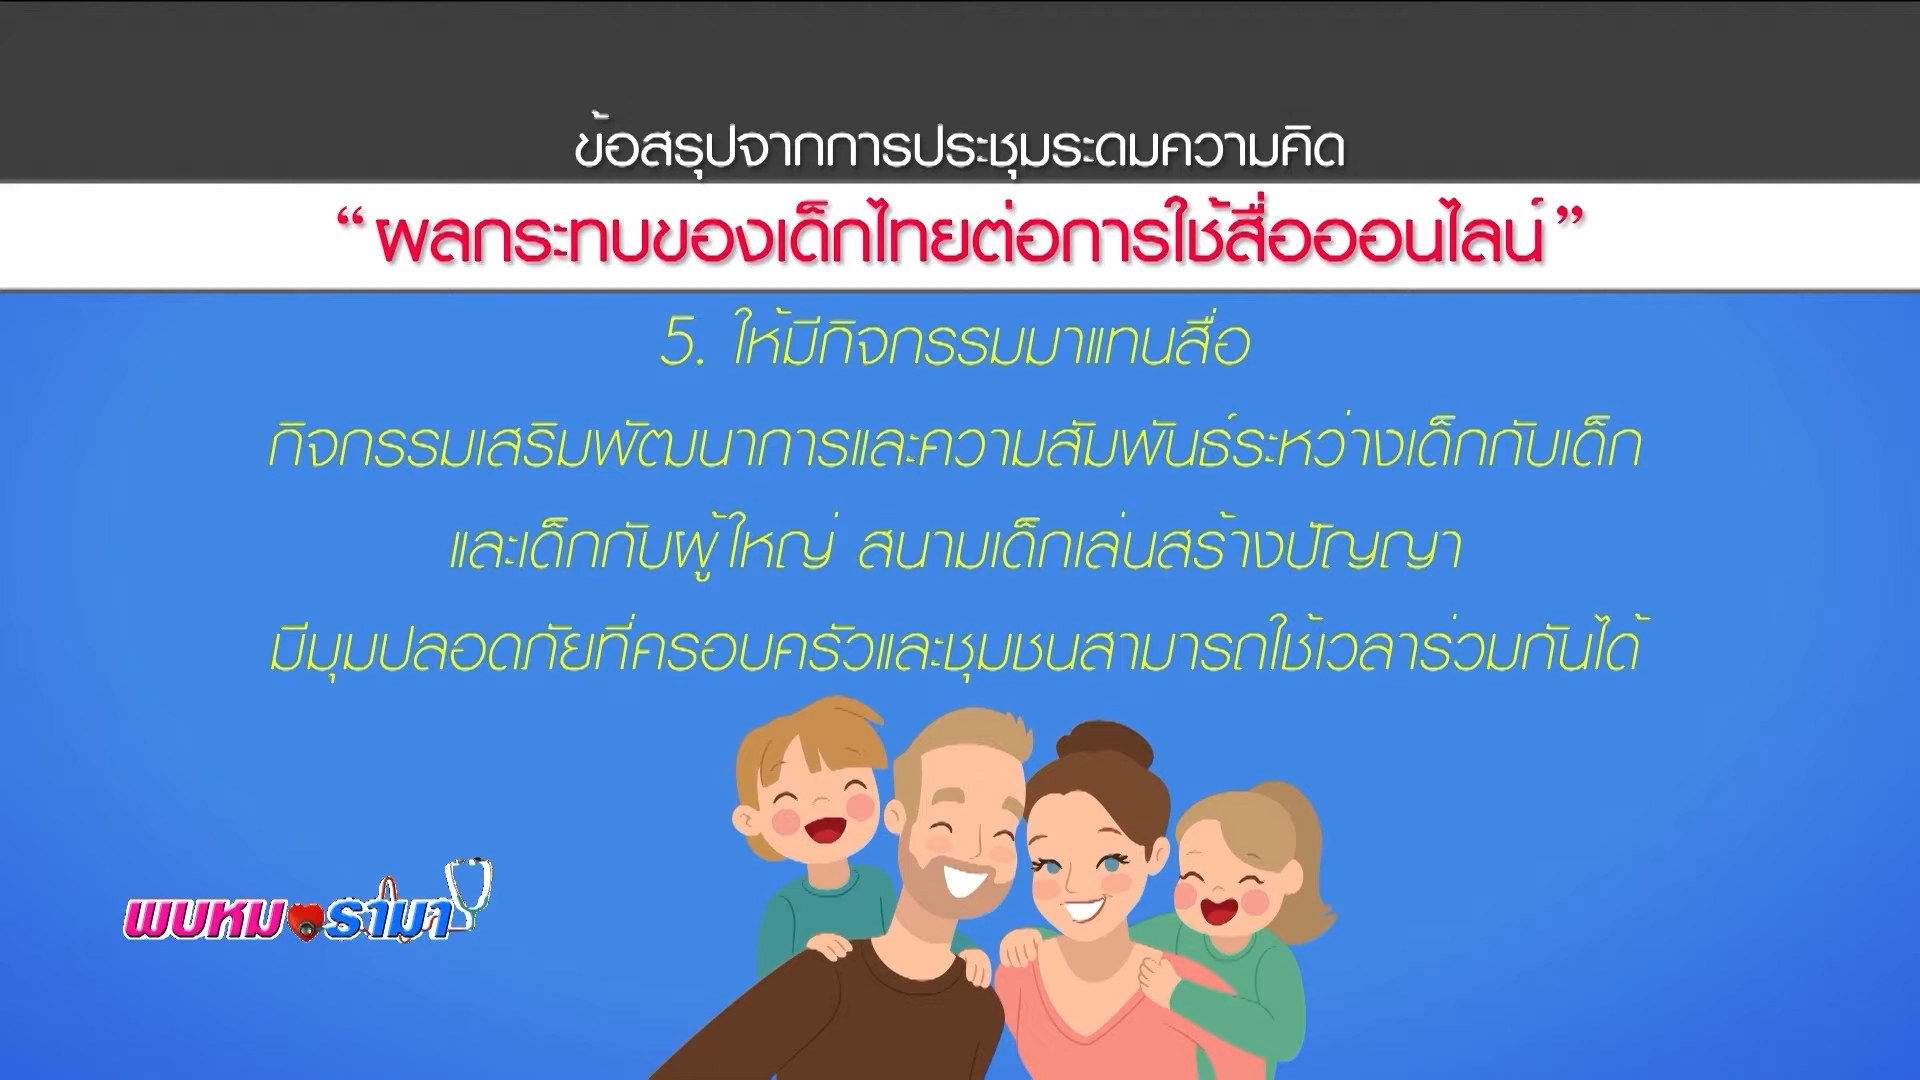 ข้อสรุปจากการประชุมระดมความคิด
“ผลกระทบของเด็กไทยต่อการใช้สื่อออนไลน์”
5. ให้มีกิจกรรมมาแทนสื่อ
กิจกรรมเสริมพัฒนาการและความสัมพันธ์ระหว่างเด็กกับเด็ก
และเด็กกับผู้ใหญ่ สนามเด็กเล่นสร้างปัญญา
มีมุมปลอดภัยที่ครอบครัวและชุมชนสามารถใช้เวลาร่วมกันได้
พบหมอรามา